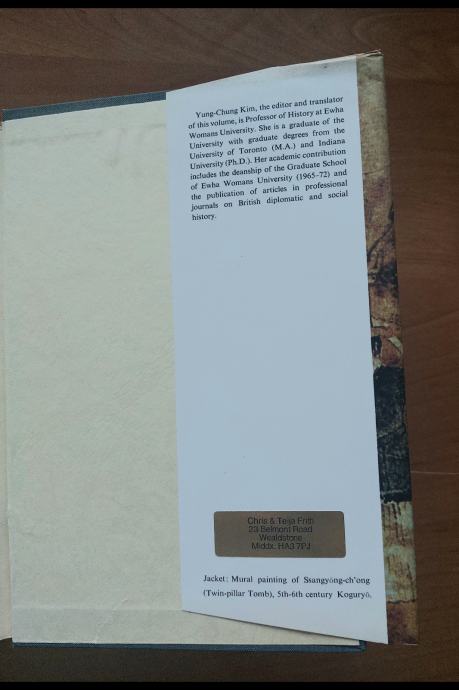 Yung-Chung Kim, the editor and translator
of this volume, is Professor of History at Ewha
Womans University. She is a graduate of the
University with graduate degrees from the
University of Toronto (M.A.) and Indiana
University (Ph.D.). Her academic contribution
includes the deanship of the Graduate School
of Ewha Womans University (1965-72) and
the publication of articles in professional
journals on British diplomatic and social
history.
Chris & Teija Frith
23 Belmont Road
Wealdstone
Middx. HA3 7PJ
Jacket: Mural painting of Ssangyŏng-ch'ong
(Twin-pillar Tomb), 5th-6th century Koguryŏ.